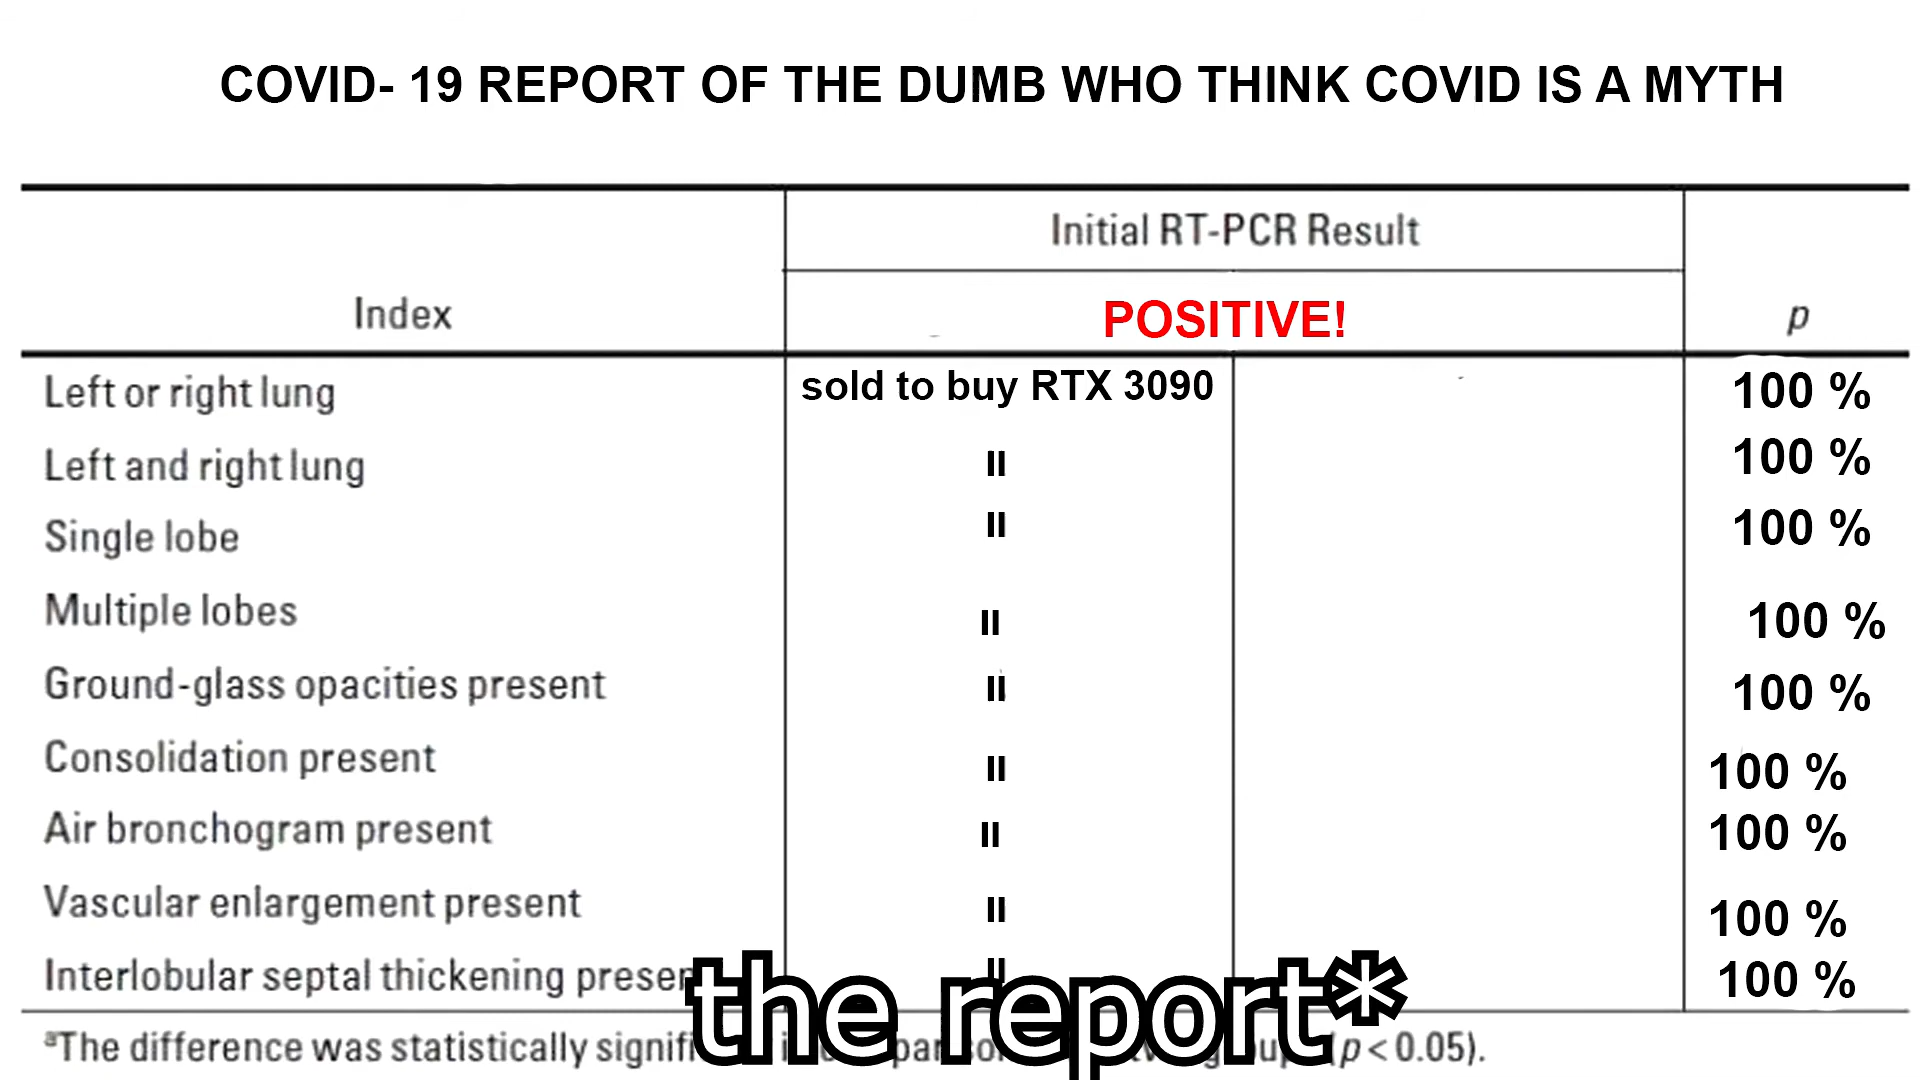 COVID- 19 REPORT OF THE DUMB WHO THINK COVID IS A MYTH
Initial RT-PCR Result
Index POSITIVE! p
Left or right lung sold to buy RTX 3090 100 %
Left and right lung II 100 %
Single lobe II 100 %
Multiple lobes II 100 %
Ground-glass opacities present II 100 %
Consolidation present II 100 %
Air bronchogram present II 100 %
Vascular enlargement present II 100 %
Interlobular septal thickening II 100 %
the report*
ᵃThe difference was statistically (p < 0.05).